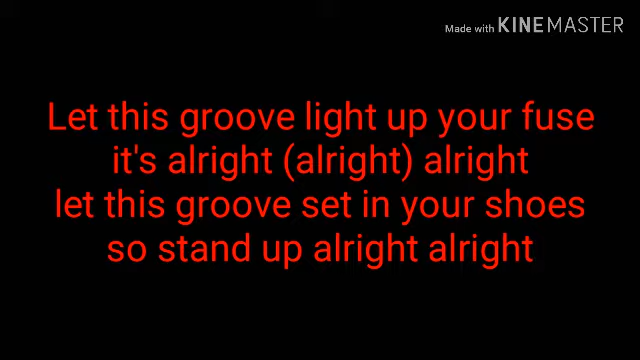 Made with KINEMASTER
Let this groove light up your fuse
it's alright (alright) alright
let this groove set in your shoes
so stand up alright alright